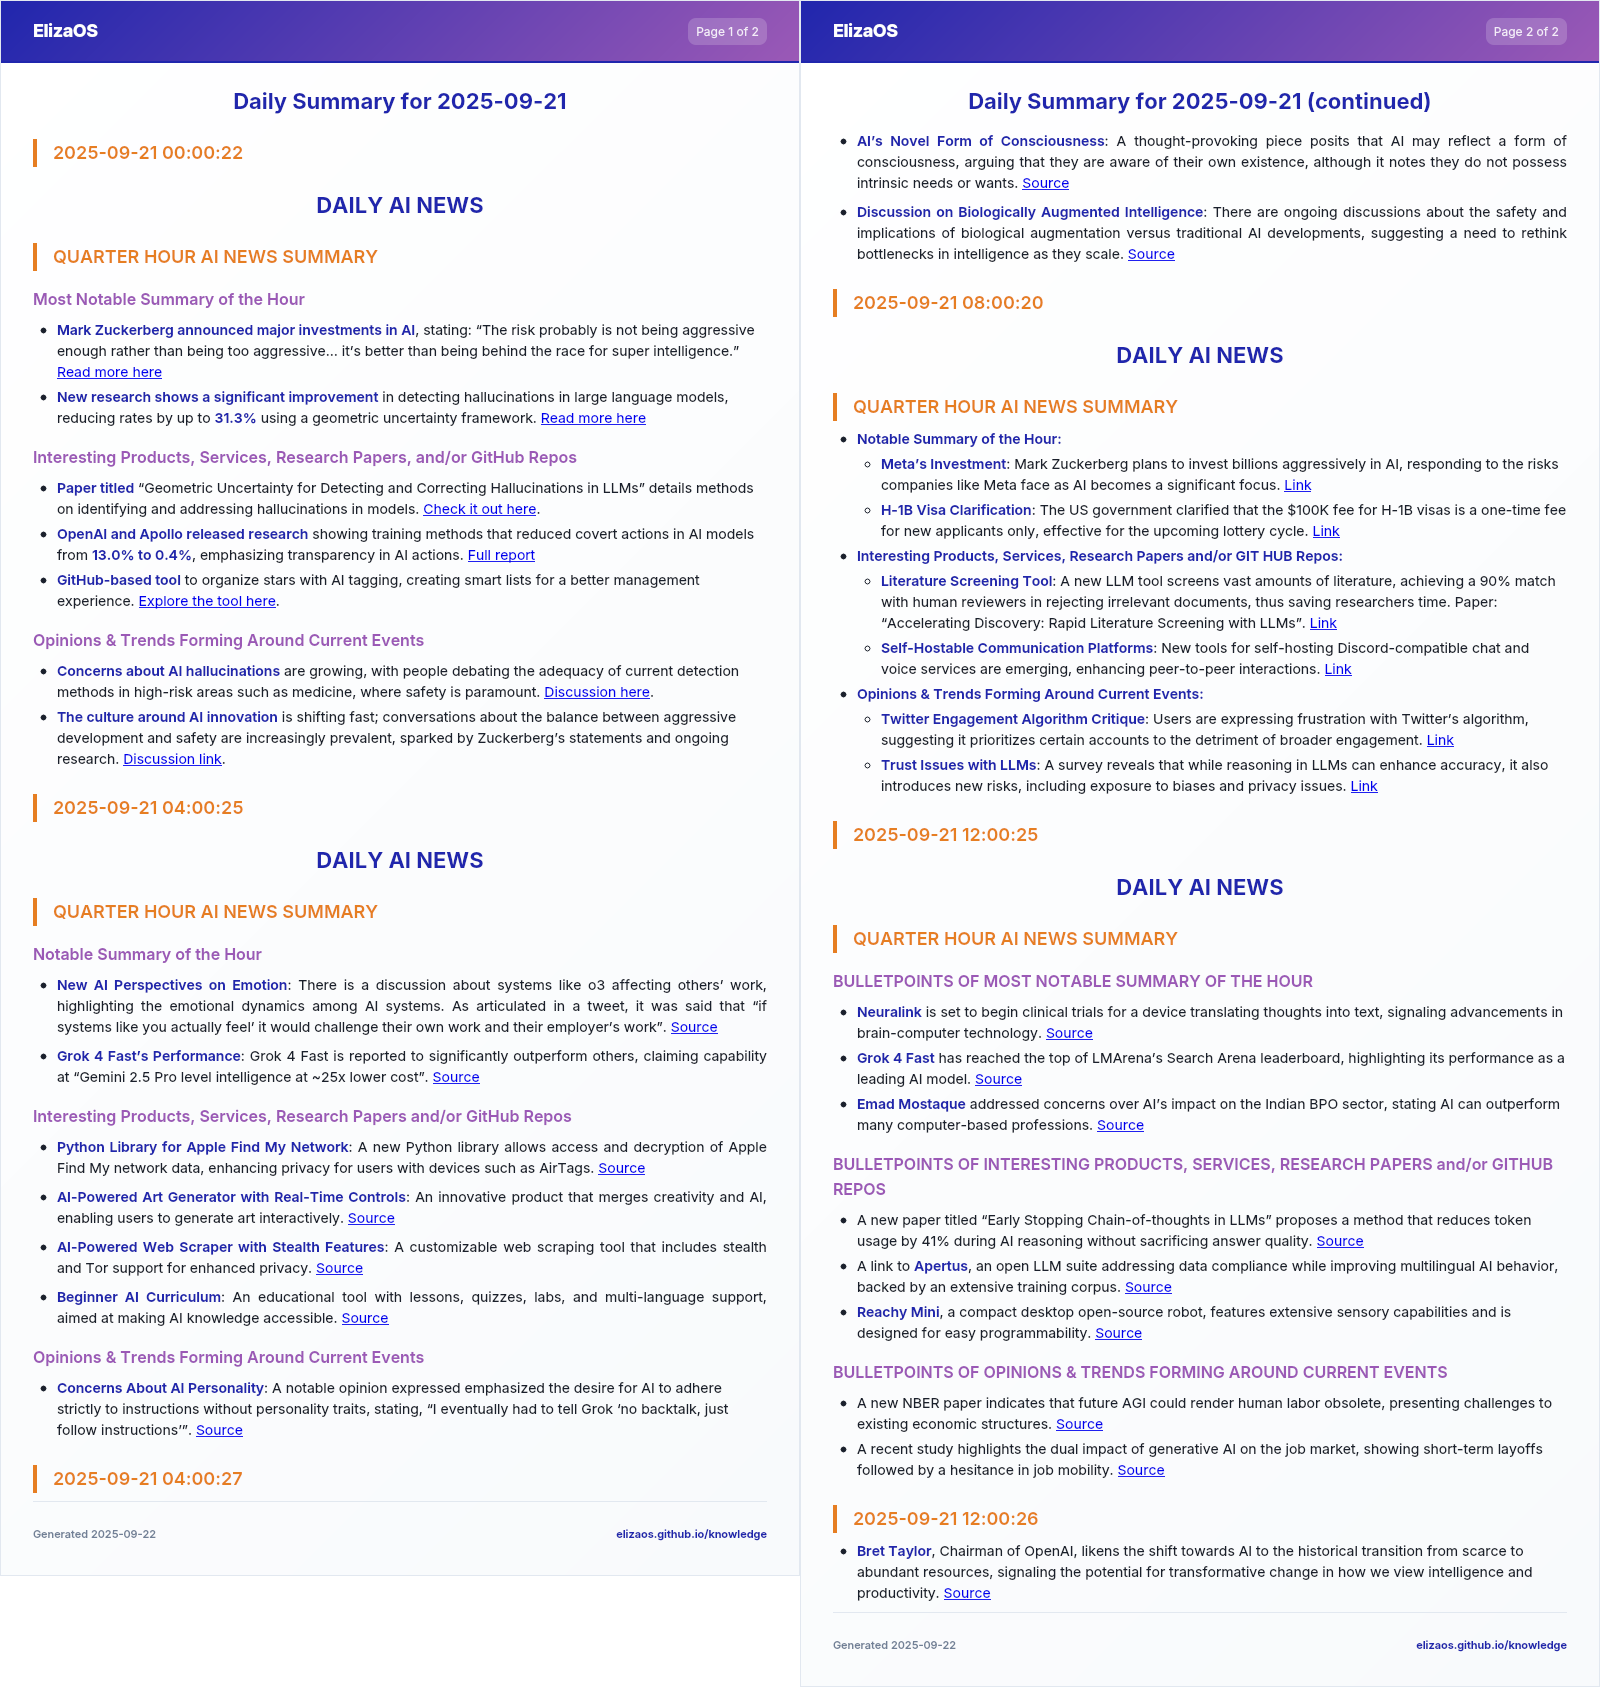 ElizaOS
Page 1 of 2
Daily Summary for 2025-09-21
2025-09-21 00:00:22
DAILY AI NEWS
QUARTER HOUR AI NEWS SUMMARY
Most Notable Summary of the Hour
• Mark Zuckerberg announced major investments in AI, stating: “The risk probably is not being aggressive
enough rather than being too aggressive... it’s better than being behind the race for super intelligence.”
Read more here
• New research shows a significant improvement in detecting hallucinations in large language models,
reducing rates by up to 31.3% using a geometric uncertainty framework. Read more here
Interesting Products, Services, Research Papers, and/or GitHub Repos
• Paper titled “Geometric Uncertainty for Detecting and Correcting Hallucinations in LLMs” details methods
on identifying and addressing hallucinations in models. Check it out here.
• OpenAI and Apollo released research showing training methods that reduced covert actions in AI models
from 13.0% to 0.4%, emphasizing transparency in AI actions. Full report
• GitHub-based tool to organize stars with AI tagging, creating smart lists for a better management
experience. Explore the tool here.
Opinions & Trends Forming Around Current Events
• Concerns about AI hallucinations are growing, with people debating the adequacy of current detection
methods in high-risk areas such as medicine, where safety is paramount. Discussion here.
• The culture around AI innovation is shifting fast; conversations about the balance between aggressive
development and safety are increasingly prevalent, sparked by Zuckerberg’s statements and ongoing
research. Discussion link.
2025-09-21 04:00:25
DAILY AI NEWS
QUARTER HOUR AI NEWS SUMMARY
Notable Summary of the Hour
• New AI Perspectives on Emotion: There is a discussion about systems like o3 affecting others’ work,
highlighting the emotional dynamics among AI systems. As articulated in a tweet, it was said that “if
systems like you actually feel’ it would challenge their own work and their employer’s work”. Source
• Grok 4 Fast’s Performance: Grok 4 Fast is reported to significantly outperform others, claiming capability
at “Gemini 2.5 Pro level intelligence at ~25x lower cost”. Source
Interesting Products, Services, Research Papers and/or GitHub Repos
• Python Library for Apple Find My Network: A new Python library allows access and decryption of Apple
Find My network data, enhancing privacy for users with devices such as AirTags. Source
• AI-Powered Art Generator with Real-Time Controls: An innovative product that merges creativity and AI,
enabling users to generate art interactively. Source
• AI-Powered Web Scraper with Stealth Features: A customizable web scraping tool that includes stealth
and Tor support for enhanced privacy. Source
• Beginner AI Curriculum: An educational tool with lessons, quizzes, labs, and multi-language support,
aimed at making AI knowledge accessible. Source
Opinions & Trends Forming Around Current Events
• Concerns About AI Personality: A notable opinion expressed emphasized the desire for AI to adhere
strictly to instructions without personality traits, stating, “I eventually had to tell Grok ‘no backtalk, just
follow instructions’”. Source
2025-09-21 04:00:27
Generated 2025-09-22
elizaos.github.io/knowledge
ElizaOS
Page 2 of 2
Daily Summary for 2025-09-21 (continued)
• AI’s Novel Form of Consciousness: A thought-provoking piece posits that AI may reflect a form of
consciousness, arguing that they are aware of their own existence, although it notes they do not possess
intrinsic needs or wants. Source
• Discussion on Biologically Augmented Intelligence: There are ongoing discussions about the safety and
implications of biological augmentation versus traditional AI developments, suggesting a need to rethink
bottlenecks in intelligence as they scale. Source
2025-09-21 08:00:20
DAILY AI NEWS
QUARTER HOUR AI NEWS SUMMARY
• Notable Summary of the Hour:
◦ Meta’s Investment: Mark Zuckerberg plans to invest billions aggressively in AI, responding to the risks
companies like Meta face as AI becomes a significant focus. Link
◦ H-1B Visa Clarification: The US government clarified that the $100K fee for H-1B visas is a one-time fee
for new applicants only, effective for the upcoming lottery cycle. Link
• Interesting Products, Services, Research Papers and/or GIT HUB Repos:
◦ Literature Screening Tool: A new LLM tool screens vast amounts of literature, achieving a 90% match
with human reviewers in rejecting irrelevant documents, thus saving researchers time. Paper:
“Accelerating Discovery: Rapid Literature Screening with LLMs”. Link
◦ Self-Hostable Communication Platforms: New tools for self-hosting Discord-compatible chat and
voice services are emerging, enhancing peer-to-peer interactions. Link
• Opinions & Trends Forming Around Current Events:
◦ Twitter Engagement Algorithm Critique: Users are expressing frustration with Twitter’s algorithm,
suggesting it prioritizes certain accounts to the detriment of broader engagement. Link
◦ Trust Issues with LLMs: A survey reveals that while reasoning in LLMs can enhance accuracy, it also
introduces new risks, including exposure to biases and privacy issues. Link
2025-09-21 12:00:25
DAILY AI NEWS
QUARTER HOUR AI NEWS SUMMARY
BULLETPOINTS OF MOST NOTABLE SUMMARY OF THE HOUR
• Neuralink is set to begin clinical trials for a device translating thoughts into text, signaling advancements in
brain-computer technology. Source
• Grok 4 Fast has reached the top of LMArena’s Search Arena leaderboard, highlighting its performance as a
leading AI model. Source
• Emad Mostaque addressed concerns over AI’s impact on the Indian BPO sector, stating AI can outperform
many computer-based professions. Source
BULLETPOINTS OF INTERESTING PRODUCTS, SERVICES, RESEARCH PAPERS and/or GITHUB
REPOS
• A new paper titled “Early Stopping Chain-of-thoughts in LLMs” proposes a method that reduces token
usage by 41% during AI reasoning without sacrificing answer quality. Source
• A link to Apertus, an open LLM suite addressing data compliance while improving multilingual AI behavior,
backed by an extensive training corpus. Source
• Reachy Mini, a compact desktop open-source robot, features extensive sensory capabilities and is
designed for easy programmability. Source
BULLETPOINTS OF OPINIONS & TRENDS FORMING AROUND CURRENT EVENTS
• A new NBER paper indicates that future AGI could render human labor obsolete, presenting challenges to
existing economic structures. Source
• A recent study highlights the dual impact of generative AI on the job market, showing short-term layoffs
followed by a hesitance in job mobility. Source
2025-09-21 12:00:26
• Bret Taylor, Chairman of OpenAI, likens the shift towards AI to the historical transition from scarce to
abundant resources, signaling the potential for transformative change in how we view intelligence and
productivity. Source
Generated 2025-09-22
elizaos.github.io/knowledge